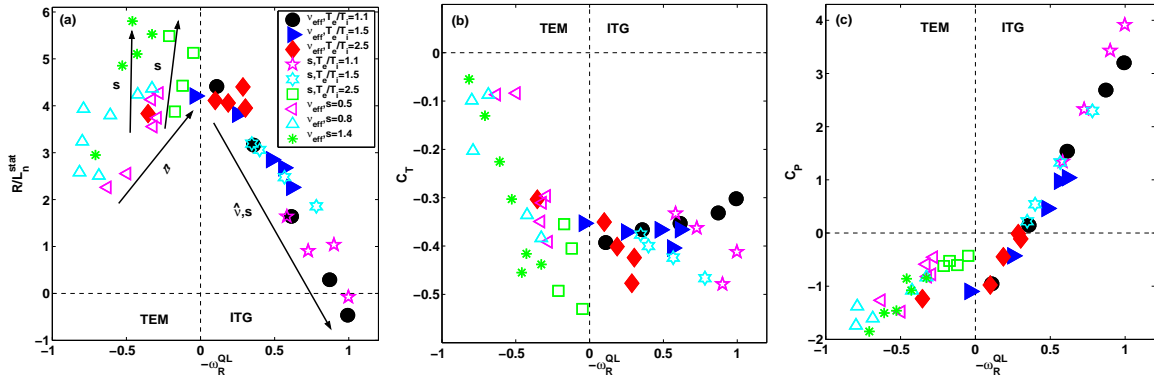 (a)
R/L_n^stat
6
5
4
3
2
1
0
−1
−1
−0.5
0
0.5
1
−ω_R^QL
s
s
ν̂,s
TEM
ITG
ν_eff,T_e/T_i=1.1
ν_eff,T_e/T_i=1.5
ν_eff,T_e/T_i=2.5
s,T_e/T_i=1.1
s,T_e/T_i=1.5
s,T_e/T_i=2.5
ν_eff,s=0.5
ν_eff,s=0.8
ν_eff,s=1.4
(b)
TEM
ITG
C_T
0
−0.1
−0.2
−0.3
−0.4
−0.5
−1
−0.5
0
0.5
1
−ω_R^QL
(c)
TEM
ITG
C_P
4
3
2
1
0
−1
−2
−1
−0.5
0
0.5
1
−ω_R^QL